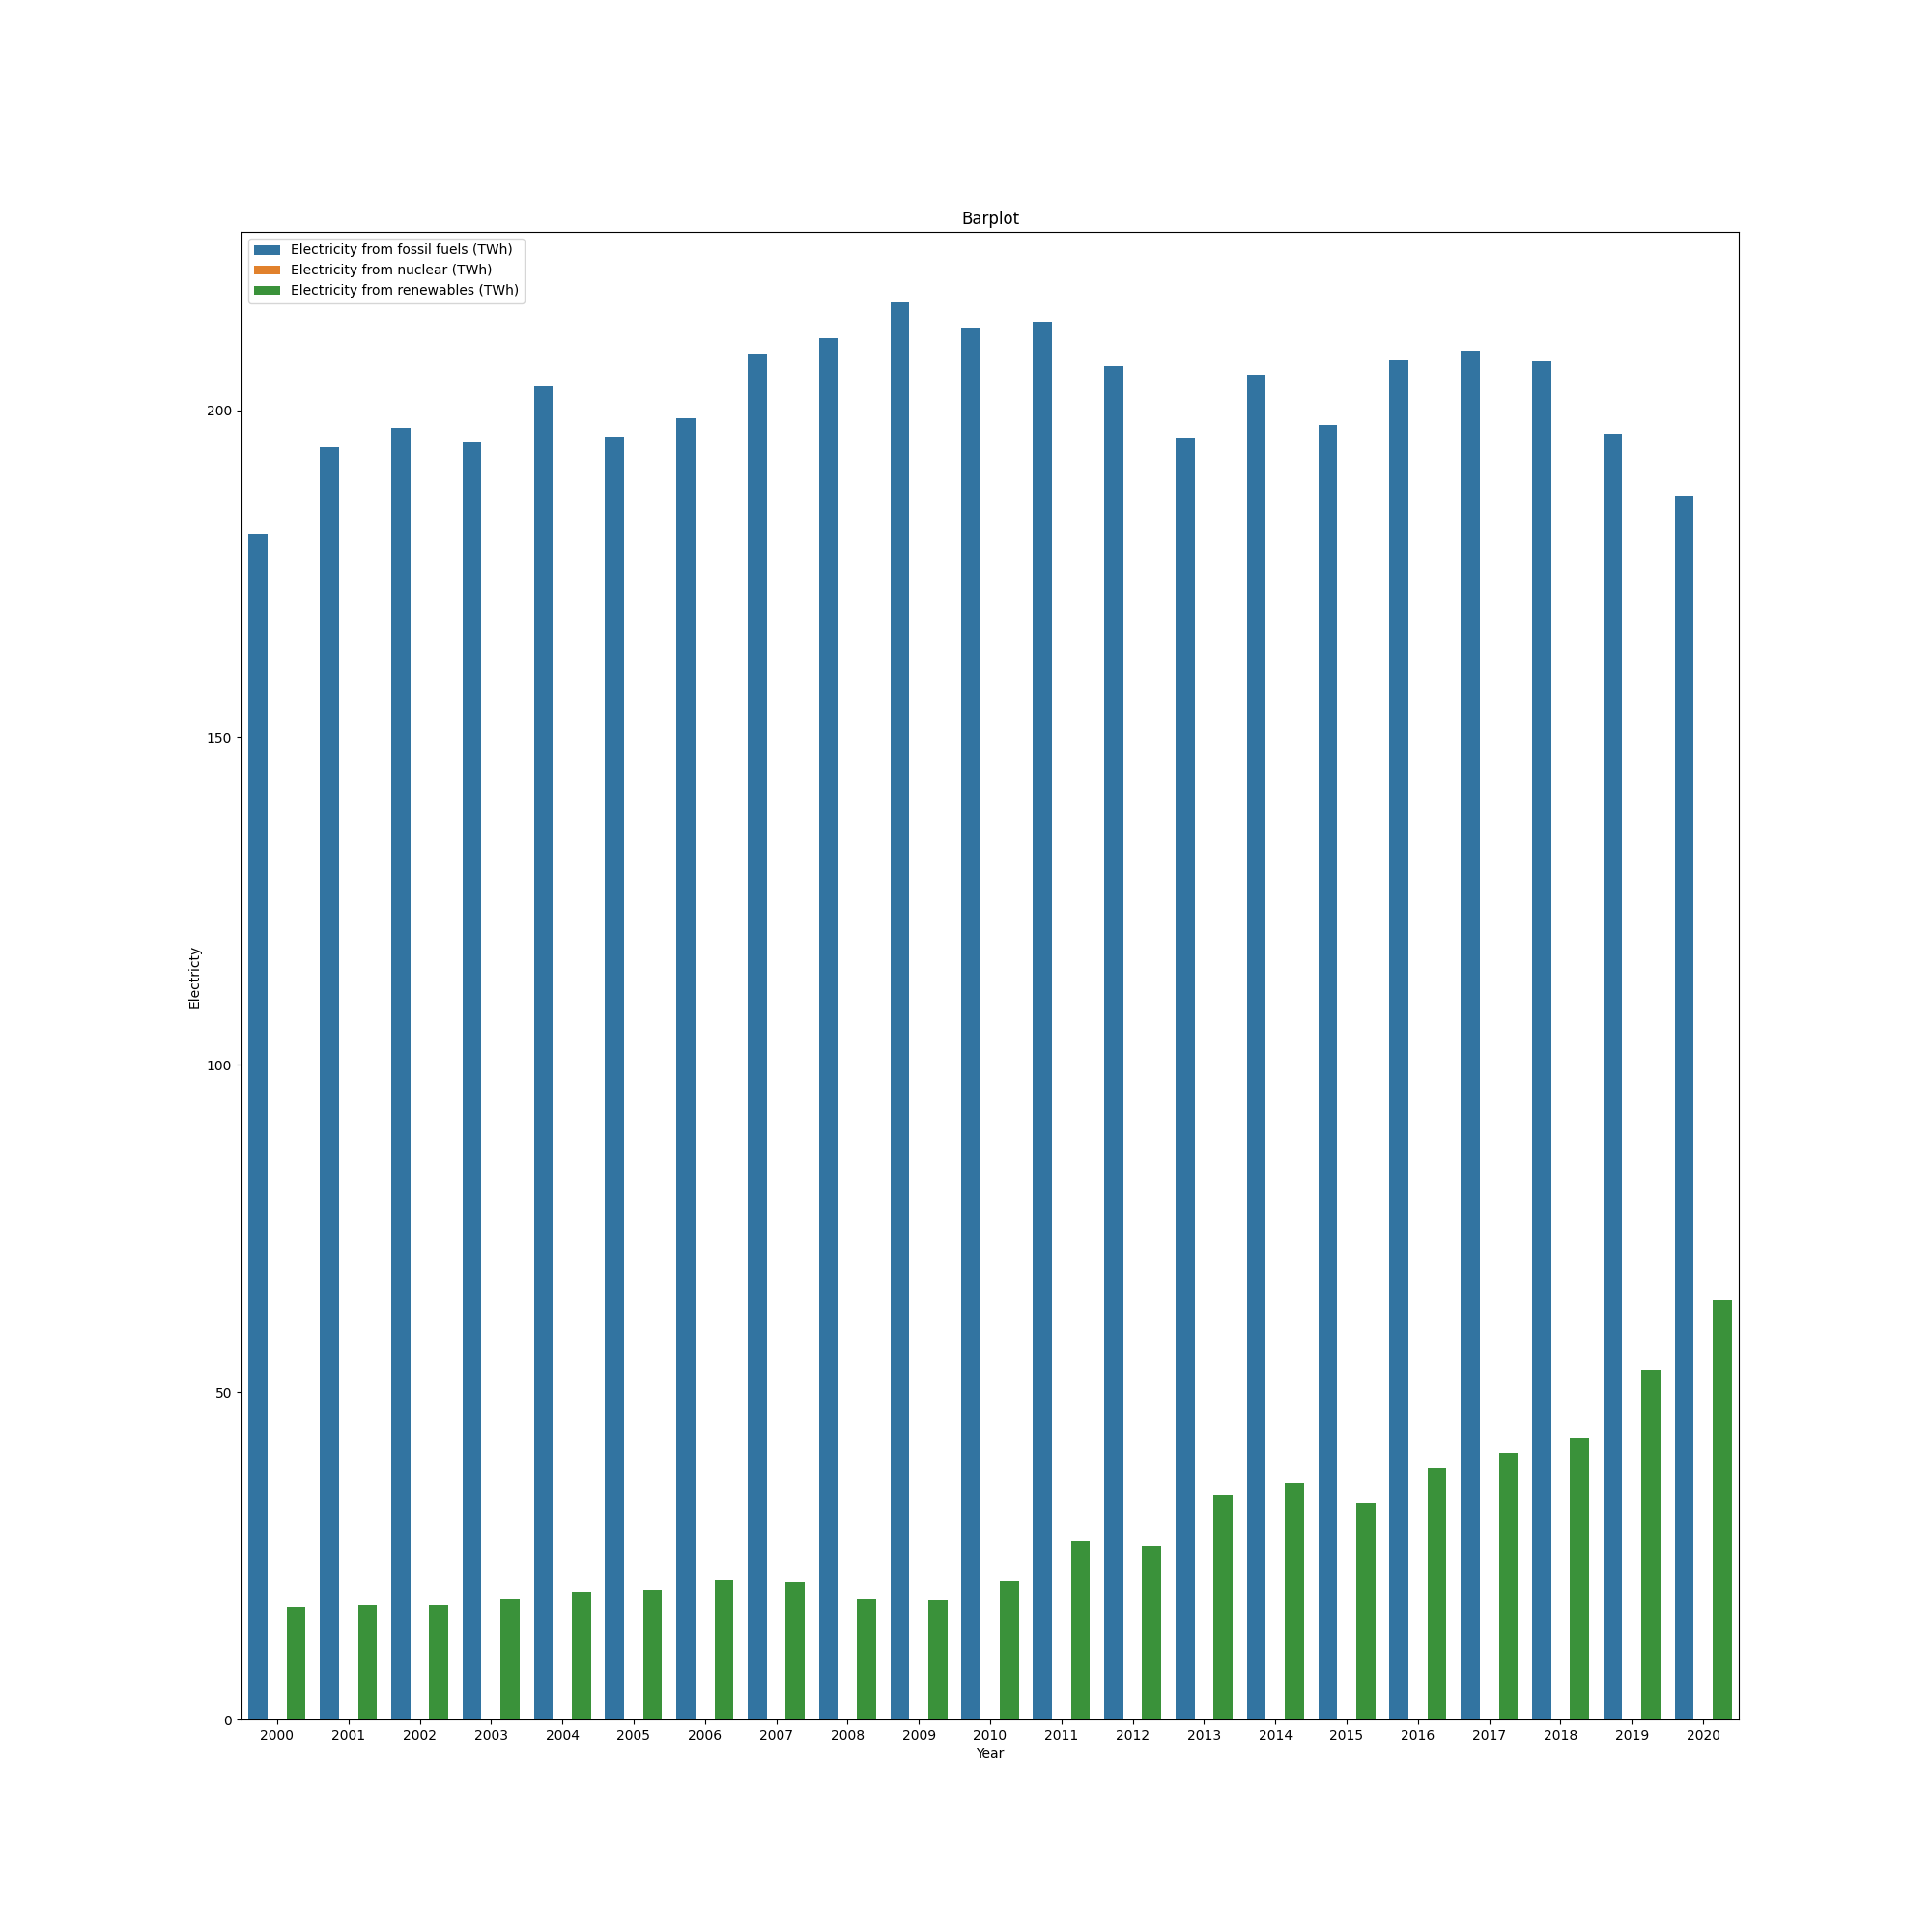 Barplot
Electricity from fossil fuels (TWh)
Electricity from nuclear (TWh)
Electricity from renewables (TWh)
200
150
Electricty
100
50
0
2000 2001 2002 2003 2004 2005 2006 2007 2008 2009 2010 2011 2012 2013 2014 2015 2016 2017 2018 2019 2020
Year